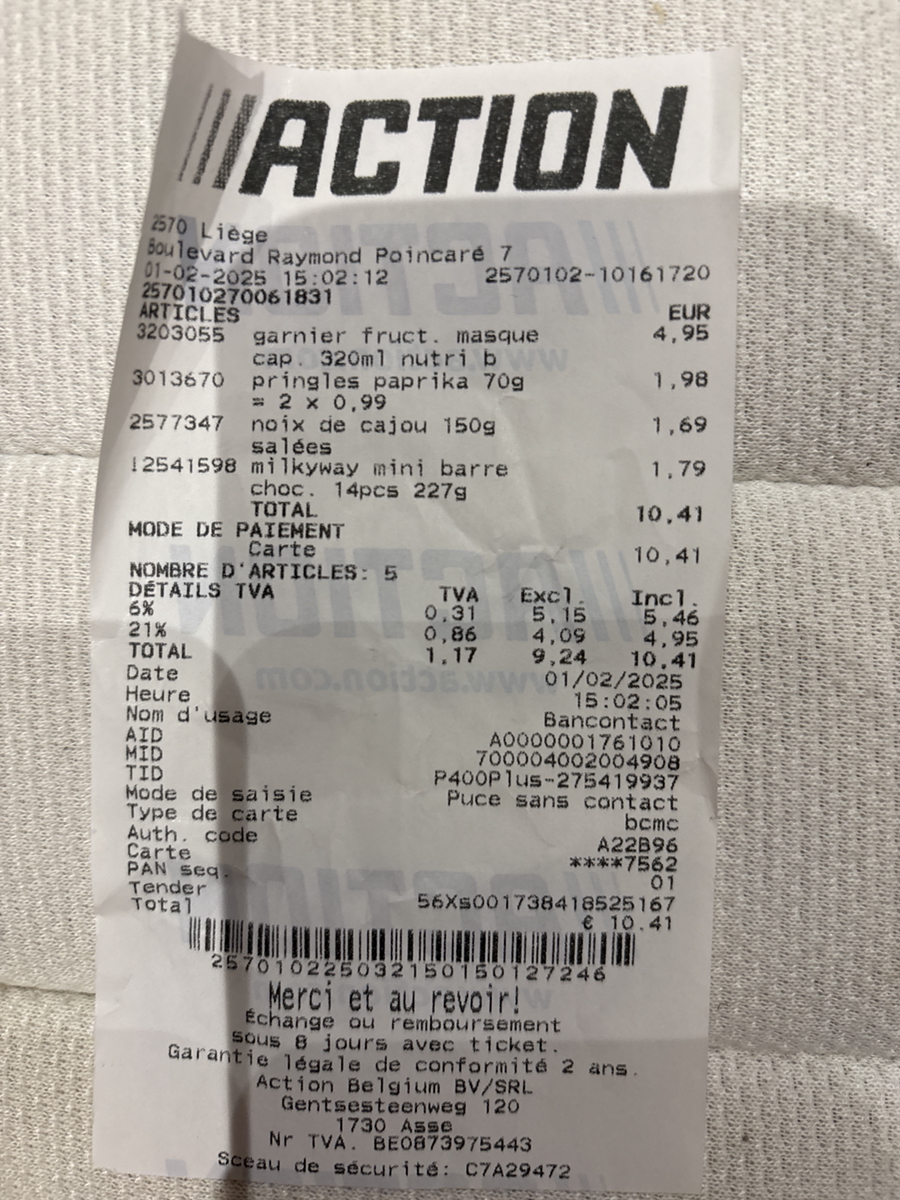 ACTION
2570 Liège
Boulevard Raymond Poincaré 7
01-02-2025 15:02:12 2570102-10161720
257010270061831
ARTICLES EUR
3203055 garnier fruct. masque 4,95
cap. 320ml nutri b
3013670 pringles paprika 70g 1,98
= 2 x 0,99
2577347 noix de cajou 150g 1,69
salées
12541598 milkyway mini barre 1,79
choc. 14pcs 227g
TOTAL 10,41
MODE DE PAIEMENT
Carte 10,41
NOMBRE D'ARTICLES: 5
DÉTAILS TVA TVA Excl. Incl.
6% 0,31 5,15 5,46
21% 0,86 4,09 4,95
TOTAL 1,17 9,24 10,41
Date 01/02/2025
Heure 15:02:05
Nom d'usage Bancontact
AID A0000001761010
MID 700004002004908
TID P400Plus-275419937
Mode de saisie Puce sans contact
Type de carte bcmc
Auth. code A22B96
Carte ****7562
PAN seq. 01
Tender 56Xs001738418525167
Total € 10.41
257010225032150150127246
Merci et au revoir!
Échange ou remboursement
sous 8 jours avec ticket.
Garantie légale de conformité 2 ans.
Action Belgium BV/SRL
Gentsesteenweg 120
1730 Asse
Nr TVA. BE0873975443
Sceau de sécurité: C7A29472